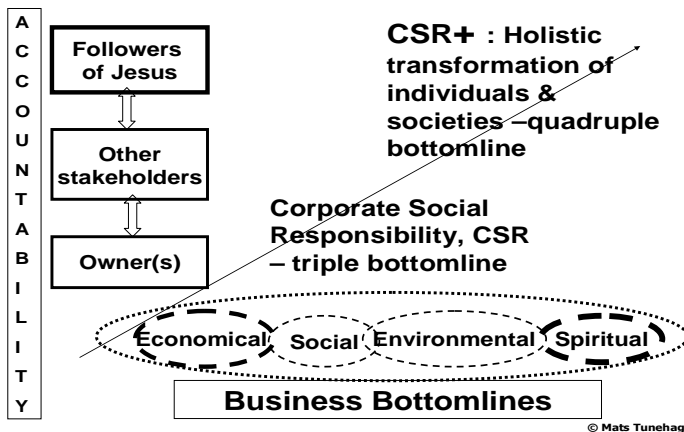 ACCOUNTABILITY
Followers
of Jesus
Other
stakeholders
Owner(s)
CSR+ : Holistic
transformation of
individuals &
societies –quadruple
bottomline
Corporate Social
Responsibility, CSR
– triple bottomline
Economical Social Environmental Spiritual
Business Bottomlines
© Mats Tunehag